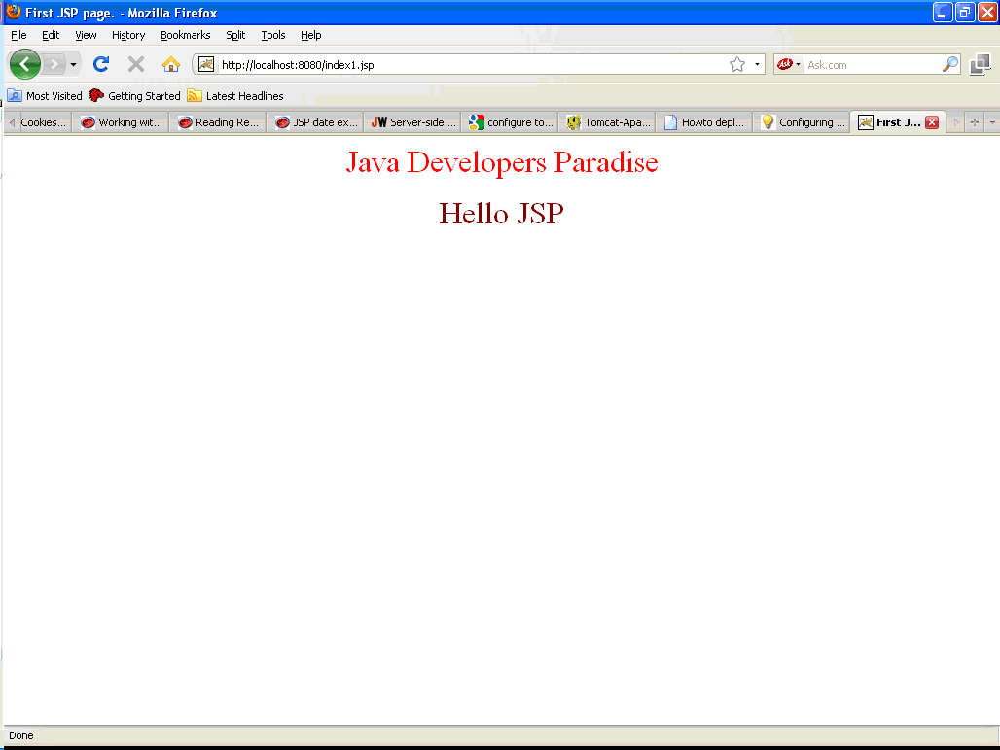 First JSP page. - Mozilla Firefox
File Edit View History Bookmarks Split Tools Help
http://localhost:8080/index1.jsp Ask Ask.com
Most Visited Getting Started Latest Headlines
Cookies... Working wit... Reading Re... JSP date ex... JW Server-side ... configure to... Tomcat-Apa... Howto depl... Configuring ... First J...
Java Developers Paradise
Hello JSP
Done